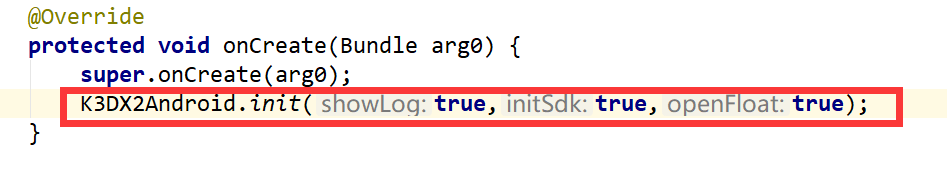 @Override
protected void onCreate(Bundle arg0) {
super.onCreate(arg0);
K3DX2Android.init( showLog: true, initSdk: true, openFloat: true);
}